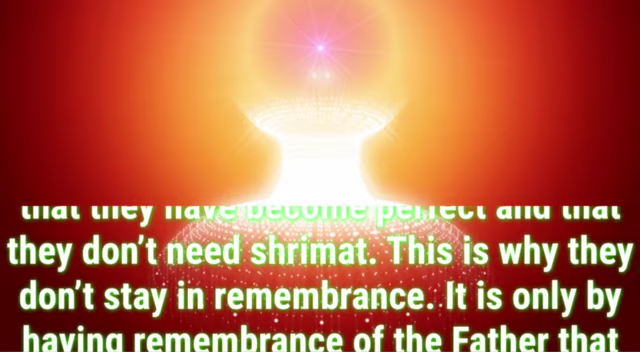 that they have become perfect and that
they don’t need shrimat. This is why they
don’t stay in remembrance. It is only by
having remembrance of the Father that